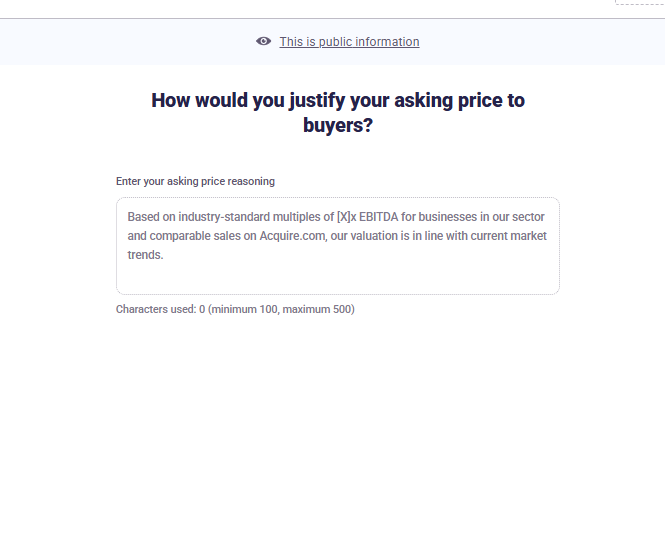 This is public information
How would you justify your asking price to
buyers?
Enter your asking price reasoning
Based on industry-standard multiples of [X]x EBITDA for businesses in our sector
and comparable sales on Acquire.com, our valuation is in line with current market
trends.
Characters used: 0 (minimum 100, maximum 500)